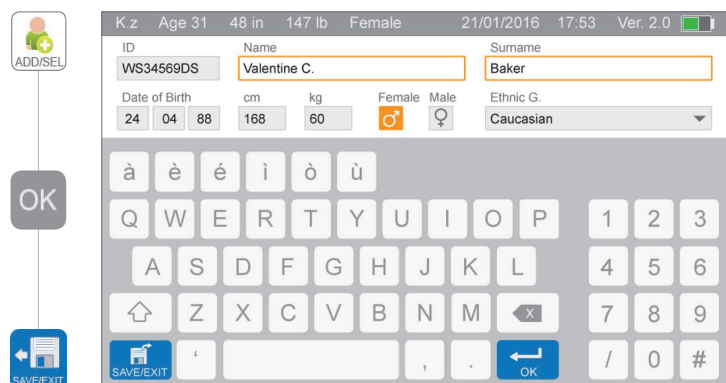 K.z Age 31 48 in 147 lb Female 21/01/2016 17:53 Ver. 2.0
ADD/SEL
ID Name Surname
WS34569DS Valentine C. Baker
Date of Birth cm kg Female Male Ethnic G.
24 04 88 168 60 ♂ ♀ Caucasian
à è é ì ò ù
OK
Q W E R T Y U I O P 1 2 3
A S D F G H J K L 4 5 6
Z X C V B N M X 7 8 9
SAVE/EXIT ‘ , . OK / 0 #
SAVE/EXIT